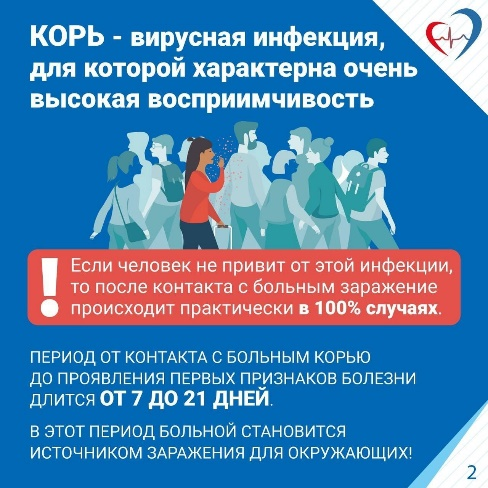 КОРЬ - вирусная инфекция,
для которой характерна очень
высокая восприимчивость
! Если человек не привит от этой инфекции,
то после контакта с больным заражение
происходит практически в 100% случаях.
ПЕРИОД ОТ КОНТАКТА С БОЛЬНЫМ КОРЬЮ
ДО ПРОЯВЛЕНИЯ ПЕРВЫХ ПРИЗНАКОВ БОЛЕЗНИ
ДЛИТСЯ ОТ 7 ДО 21 ДНЕЙ.
В ЭТОТ ПЕРИОД БОЛЬНОЙ СТАНОВИТСЯ
ИСТОЧНИКОМ ЗАРАЖЕНИЯ ДЛЯ ОКРУЖАЮЩИХ!
2